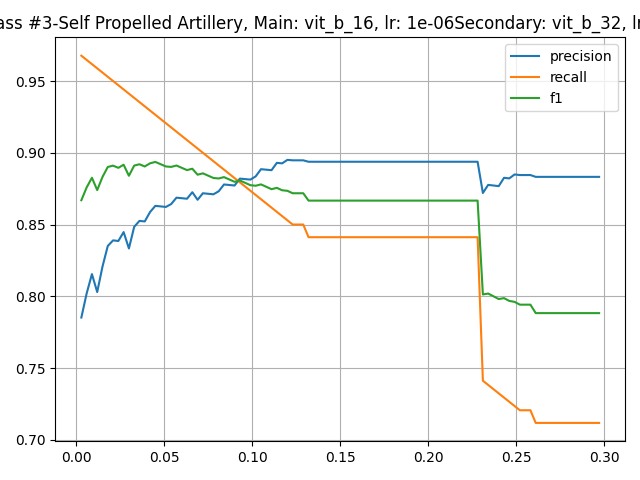 ass #3-Self Propelled Artillery, Main: vit_b_16, lr: 1e-06Secondary: vit_b_32, lr
precision
recall
f1
0.95
0.90
0.85
0.80
0.75
0.70
0.00 0.05 0.10 0.15 0.20 0.25 0.30